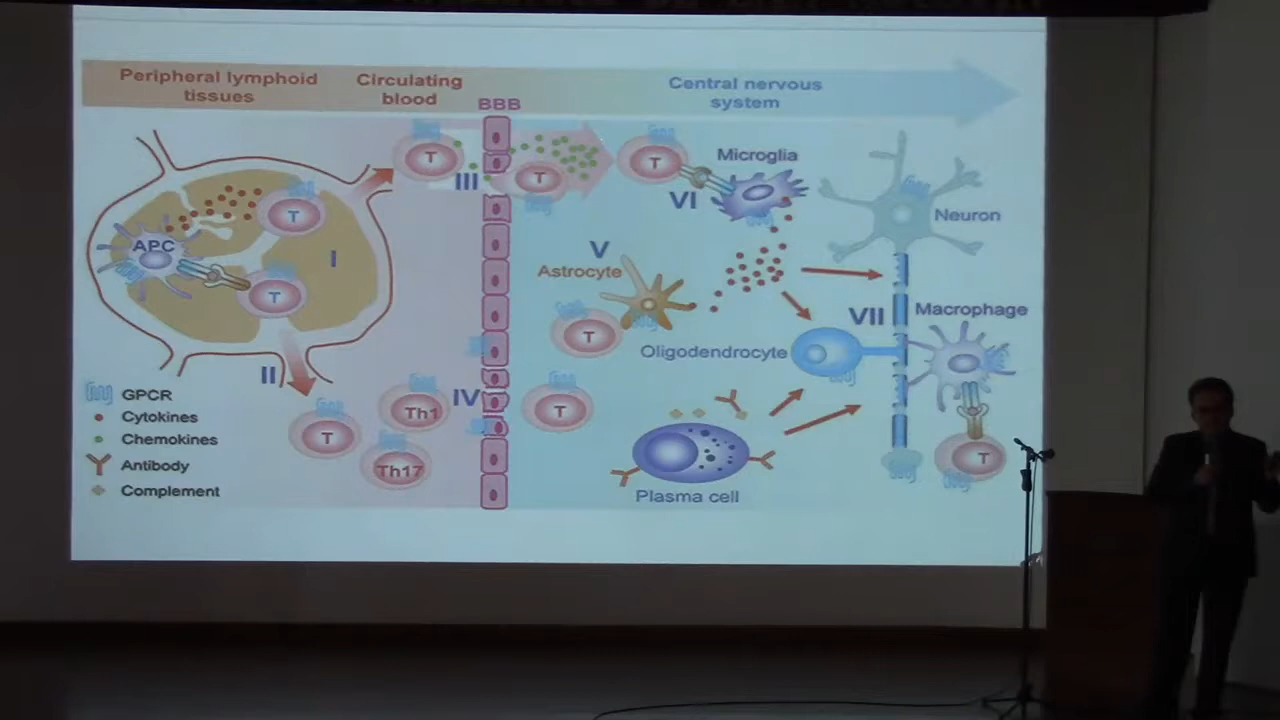 Peripheral lymphoid
tissues
Circulating
blood
BBB
Central nervous
system
T
T
T
Microglia
III
VI
APC
T
Neuron
I
V
Astrocyte
T
T
Macrophage
VII
Oligodendrocyte
II
GPCR
Th1
IV
T
Cytokines
Chemokines
T
Antibody
Th17
T
Complement
Plasma cell